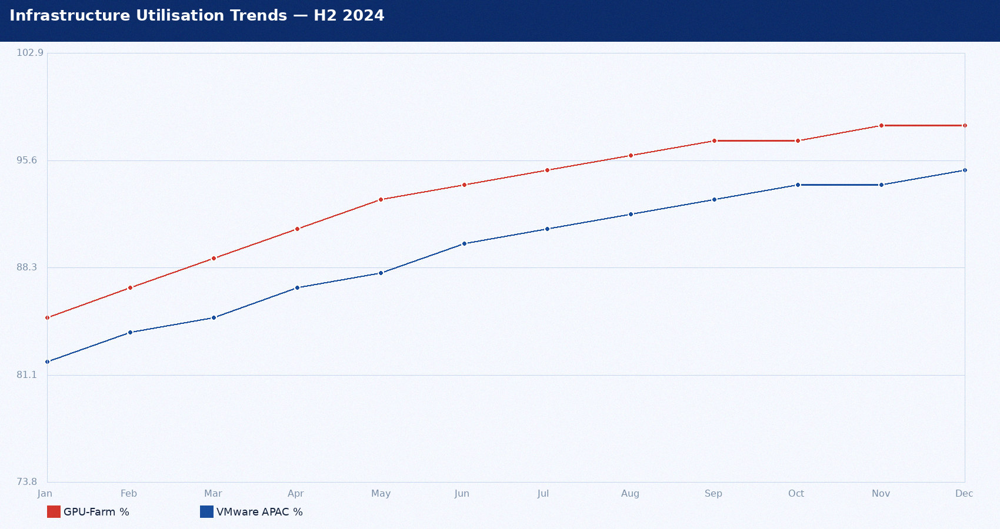 Infrastructure Utilisation Trends — H2 2024
102.9
95.6
88.3
81.1
73.8
Jan Feb Mar Apr May Jun Jul Aug Sep Oct Nov Dec
GPU-Farm % VMware APAC %